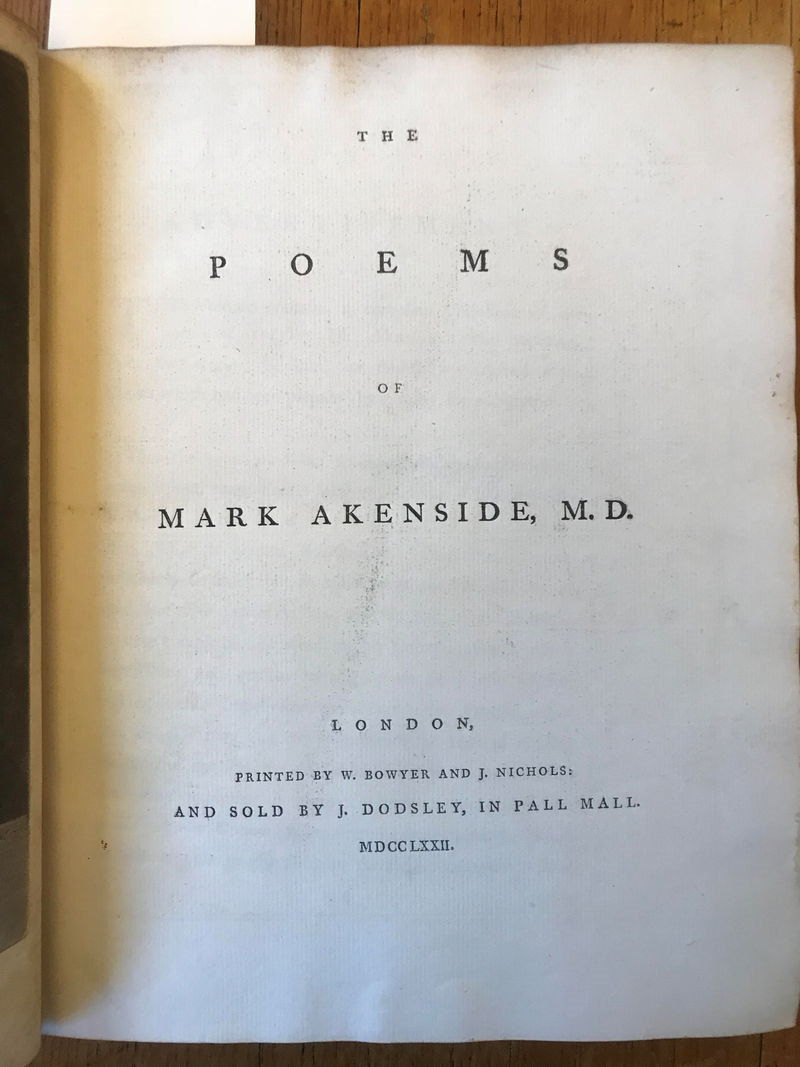 THE
POEMS
OF
MARK AKENSIDE, M. D.
LONDON,
PRINTED BY W. BOWYER AND J. NICHOLS:
AND SOLD BY J. DODSLEY, IN PALL MALL.
MDCCLXXII.